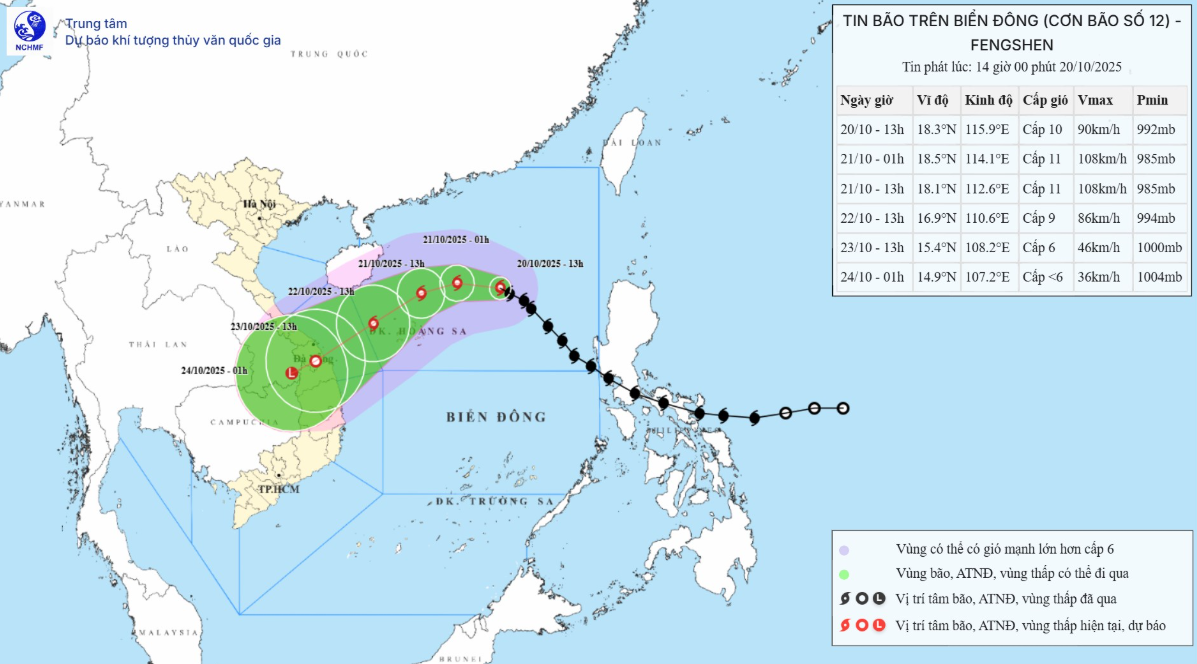 NCHMF
Trung tâm
Dự báo khí tượng thủy văn quốc gia
TRUNG QUỐC
ĐÀI LOAN
YANMAR
Hà Nội
LAO
THÁI LAN
CAMPUCHIA
TP.HCM
MALAYSIA
BRUNEI
BIỂN ĐÔNG
ĐK. HOÀNG SA
ĐK. TRƯỜNG SA
21/10/2025 - 01h
20/10/2025 - 13h
21/10/2025 - 13h
22/10/2025 - 13h
23/10/2025 - 13h
24/10/2025 - 01h
L
TIN BÃO TRÊN BIỂN ĐÔNG (CƠN BÃO SỐ 12) -
FENGSHEN
Tin phát lúc: 14 giờ 00 phút 20/10/2025
Ngày giờ Vĩ độ Kinh độ Cấp gió Vmax Pmin
20/10 - 13h 18.3°N 115.9°E Cấp 10 90km/h 992mb
21/10 - 01h 18.5°N 114.1°E Cấp 11 108km/h 985mb
21/10 - 13h 18.1°N 112.6°E Cấp 11 108km/h 985mb
22/10 - 13h 16.9°N 110.6°E Cấp 9 86km/h 994mb
23/10 - 13h 15.4°N 108.2°E Cấp 6 46km/h 1000mb
24/10 - 01h 14.9°N 107.2°E Cấp <6 36km/h 1004mb
Vùng có thể có gió mạnh lớn hơn cấp 6
Vùng bão, ATNĐ, vùng thấp có thể đi qua
L Vị trí tâm bão, ATNĐ, vùng thấp đã qua
L Vị trí tâm bão, ATNĐ, vùng thấp hiện tại, dự báo